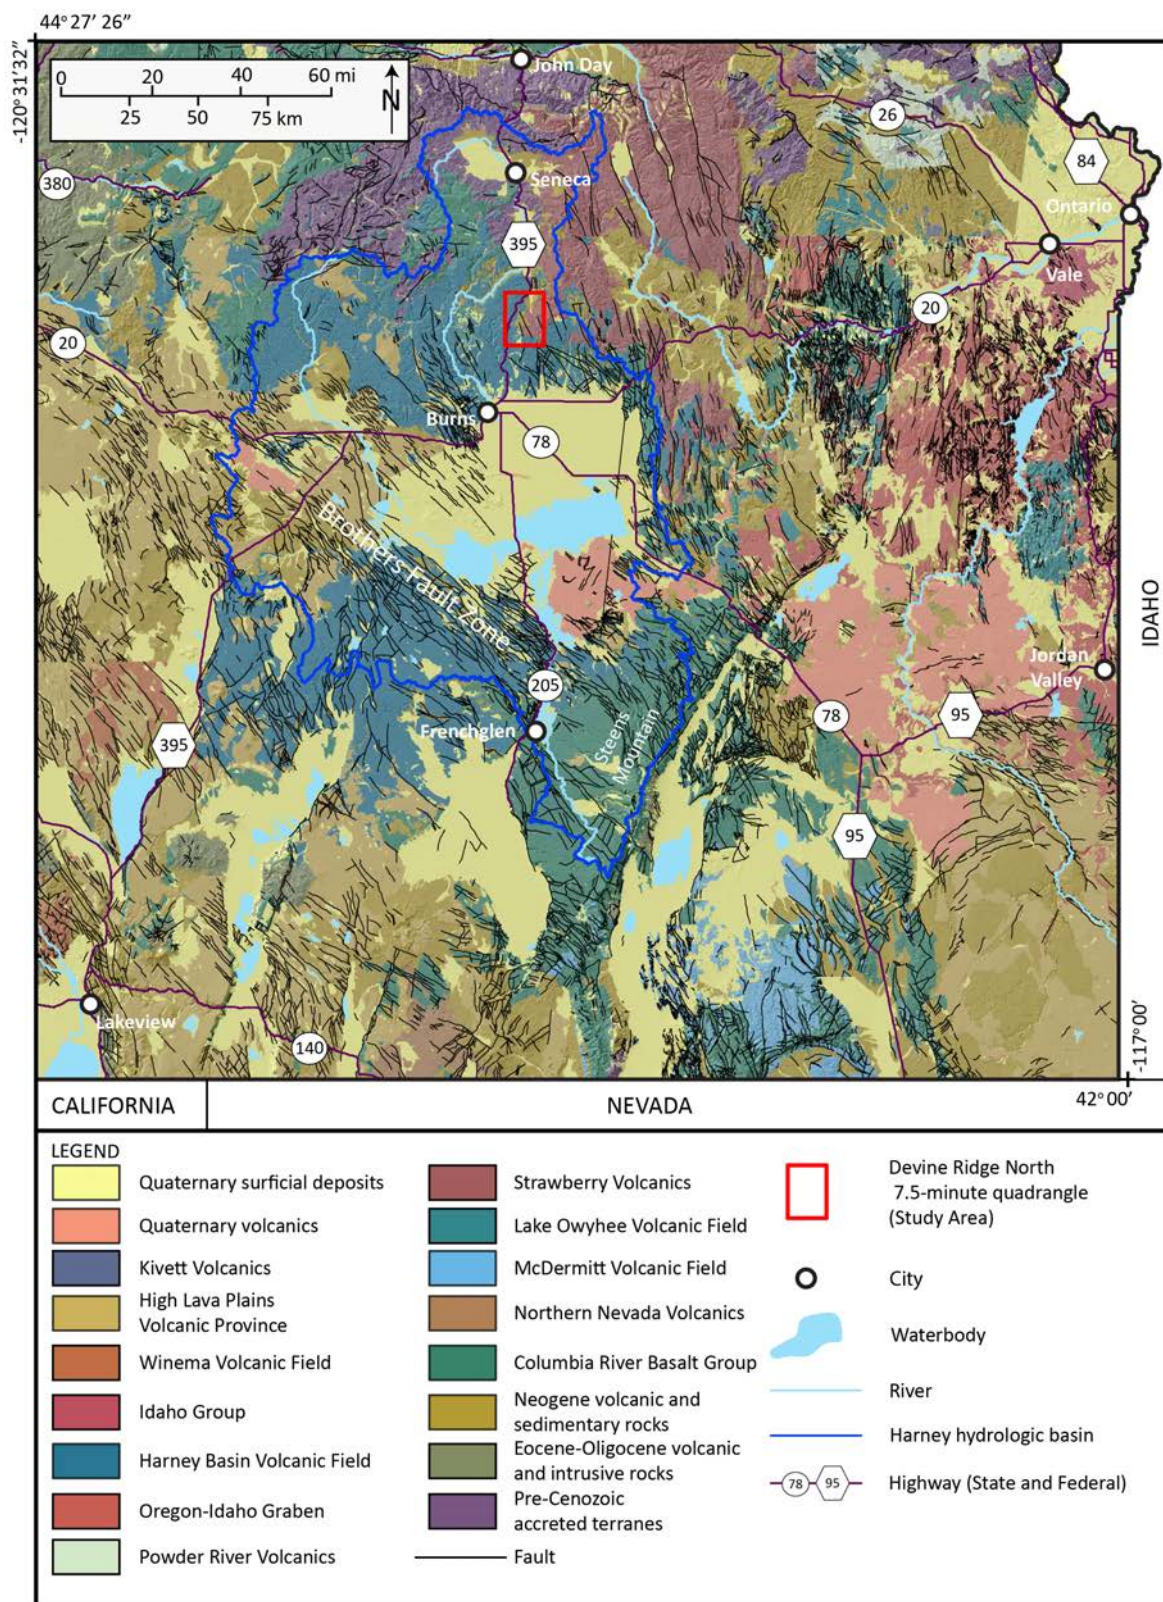 44° 27' 26"
-120° 31'32"
0 20 40 60 mi
25 50 75 km
N
John Day
26
84
380
Seneca
Ontario
395
Vale
20
20
Burns
78
Brothers Fault Zone
IDAHO
Jordan
Valley
205
78
95
Steens
Mountain
Frenchglen
395
95
Lakeview
140
-117° 00'
42° 00'
CALIFORNIA
NEVADA
LEGEND
Quaternary surficial deposits
Quaternary volcanics
Kivett Volcanics
High Lava Plains
Volcanic Province
Winema Volcanic Field
Idaho Group
Harney Basin Volcanic Field
Oregon-Idaho Graben
Powder River Volcanics
Strawberry Volcanics
Lake Owyhee Volcanic Field
McDermitt Volcanic Field
Northern Nevada Volcanics
Columbia River Basalt Group
Neogene volcanic and
sedimentary rocks
Eocene-Oligocene volcanic
and intrusive rocks
Pre-Cenozoic
accreted terranes
Fault
Devine Ridge North
7.5-minute quadrangle
(Study Area)
City
Waterbody
River
Harney hydrologic basin
78 95 Highway (State and Federal)